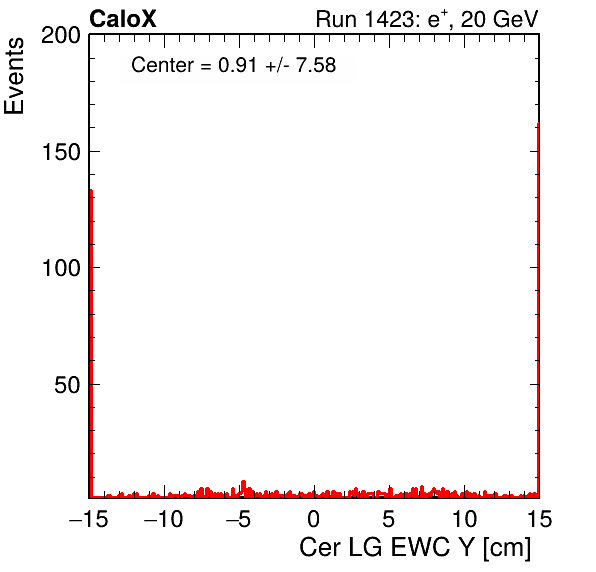 CaloX Run 1423: e⁺, 20 GeV
Events
Center = 0.91 +/- 7.58
200
150
100
50
−15 −10 −5 0 5 10 15
Cer LG EWC Y [cm]